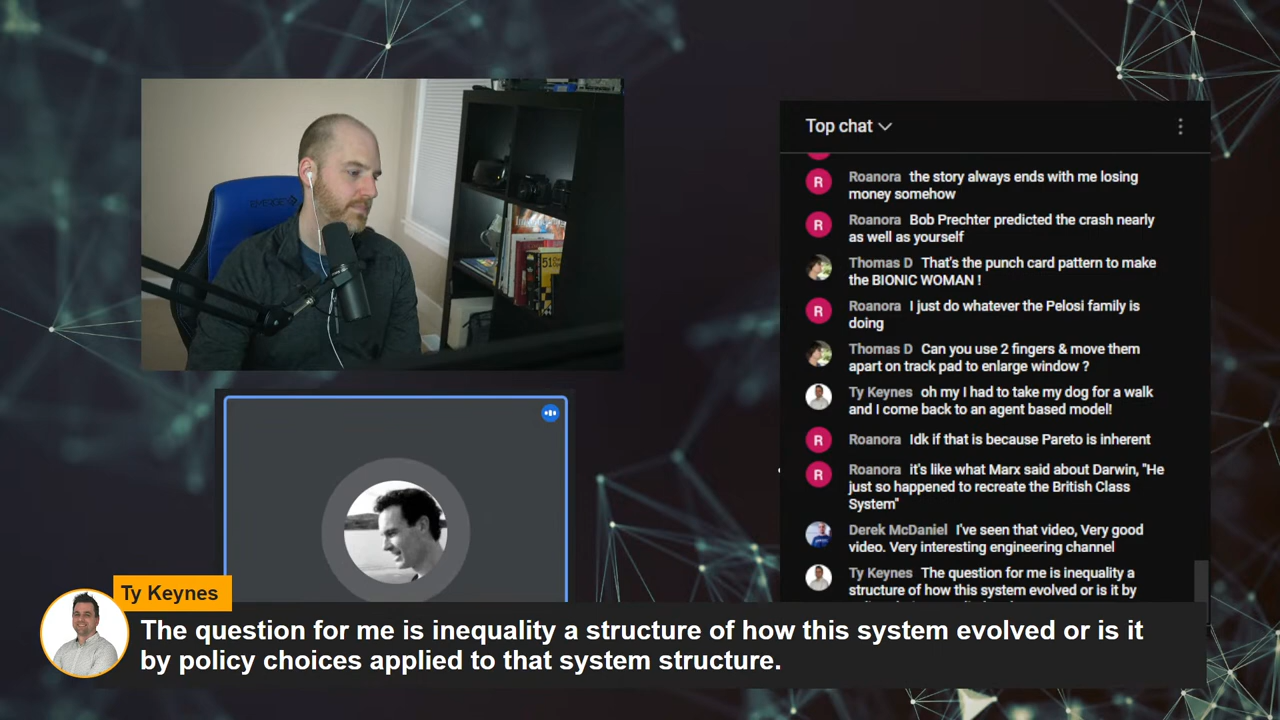 Top chat
Roanora the story always ends with me losing
money somehow
Roanora Bob Prechter predicted the crash nearly
as well as yourself
Thomas D That's the punch card pattern to make
the BIONIC WOMAN !
Roanora I just do whatever the Pelosi family is
doing
Thomas D Can you use 2 fingers & move them
apart on track pad to enlarge window ?
Ty Keynes oh my I had to take my dog for a walk
and I come back to an agent based model!
Roanora Idk if that is because Pareto is inherent
Roanora it's like what Marx said about Darwin, "He
just so happened to recreate the British Class
System"
Derek McDaniel I've seen that video, Very good
video. Very interesting engineering channel
Ty Keynes The question for me is inequality a
structure of how this system evolved or is it by
R
R
R
R
R
51
Ty Keynes
The question for me is inequality a structure of how this system evolved or is it
by policy choices applied to that system structure.